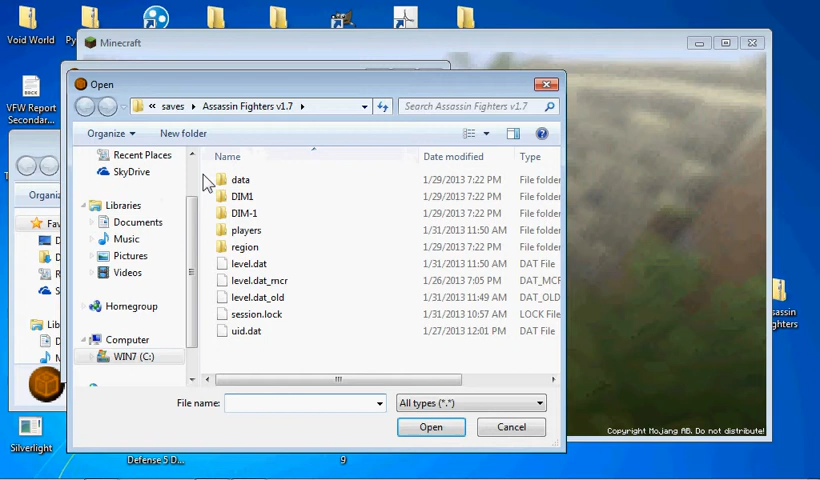 Void World
Py
VFW Report
Secondar...
Minecraft
Open
« saves ▸ Assassin Fighters v1.7 ▸
Search Assassin Fighters v1.7
Organize
New folder
Name
Date modified
Type
Recent Places
SkyDrive
Libraries
Documents
Music
Pictures
Videos
Homegroup
Computer
WIN7 (C:)
data 1/29/2013 7:22 PM File folder
DIM1 1/29/2013 7:22 PM File folder
DIM-1 1/29/2013 7:22 PM File folder
players 1/31/2013 11:50 AM File folder
region 1/29/2013 7:22 PM File folder
level.dat 1/31/2013 11:50 AM DAT File
level.dat_mcr 1/26/2013 7:05 PM DAT_MCR
level.dat_old 1/31/2013 11:49 AM DAT_OLD
session.lock 1/31/2013 10:57 AM LOCK File
uid.dat 1/27/2013 12:01 PM DAT File
File name:
All types (*.*)
Open
Cancel
Organiz
Fav
D
D
R
S
Lib
D
M
Silverlight
Defense 5 D...
9
ssassin
ghters
Copyright Mojang AB. Do not distribute!